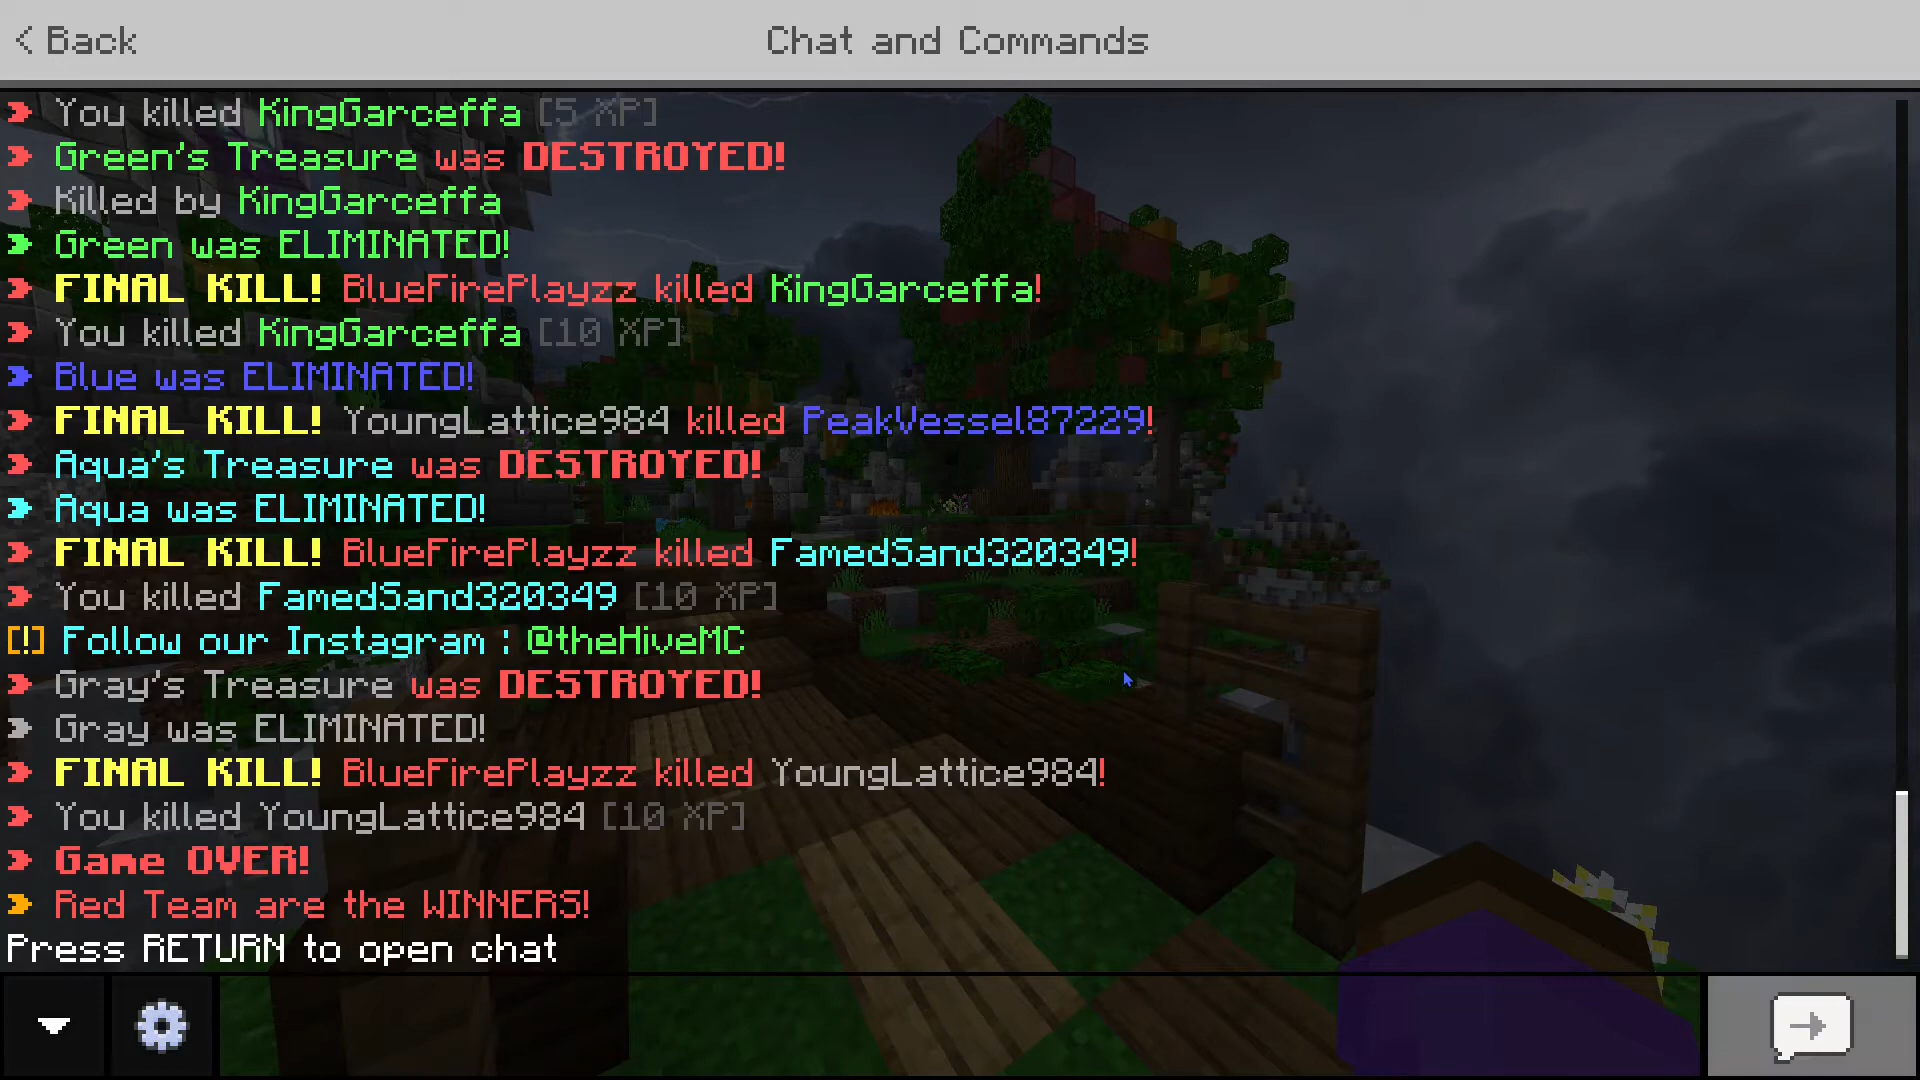 Back
Chat and Commands
You killed KingGarceffa [5 XP]
Green's Treasure was DESTROYED!
Killed by KingGarceffa
Green was ELIMINATED!
FINAL KILL! BlueFirePlayzz killed KingGarceffa!
You killed KingGarceffa [10 XP]
Blue was ELIMINATED!
FINAL KILL! YoungLattice984 killed PeakVessel87229!
Aqua's Treasure was DESTROYED!
Aqua was ELIMINATED!
FINAL KILL! BlueFirePlayzz killed FamedSand320349!
You killed FamedSand320349 [10 XP]
[!] Follow our Instagram : @theHiveMC
Gray's Treasure was DESTROYED!
Gray was ELIMINATED!
FINAL KILL! BlueFirePlayzz killed YoungLattice984!
You killed YoungLattice984 [10 XP]
Game OVER!
Red Team are the WINNERS!
Press RETURN to open chat